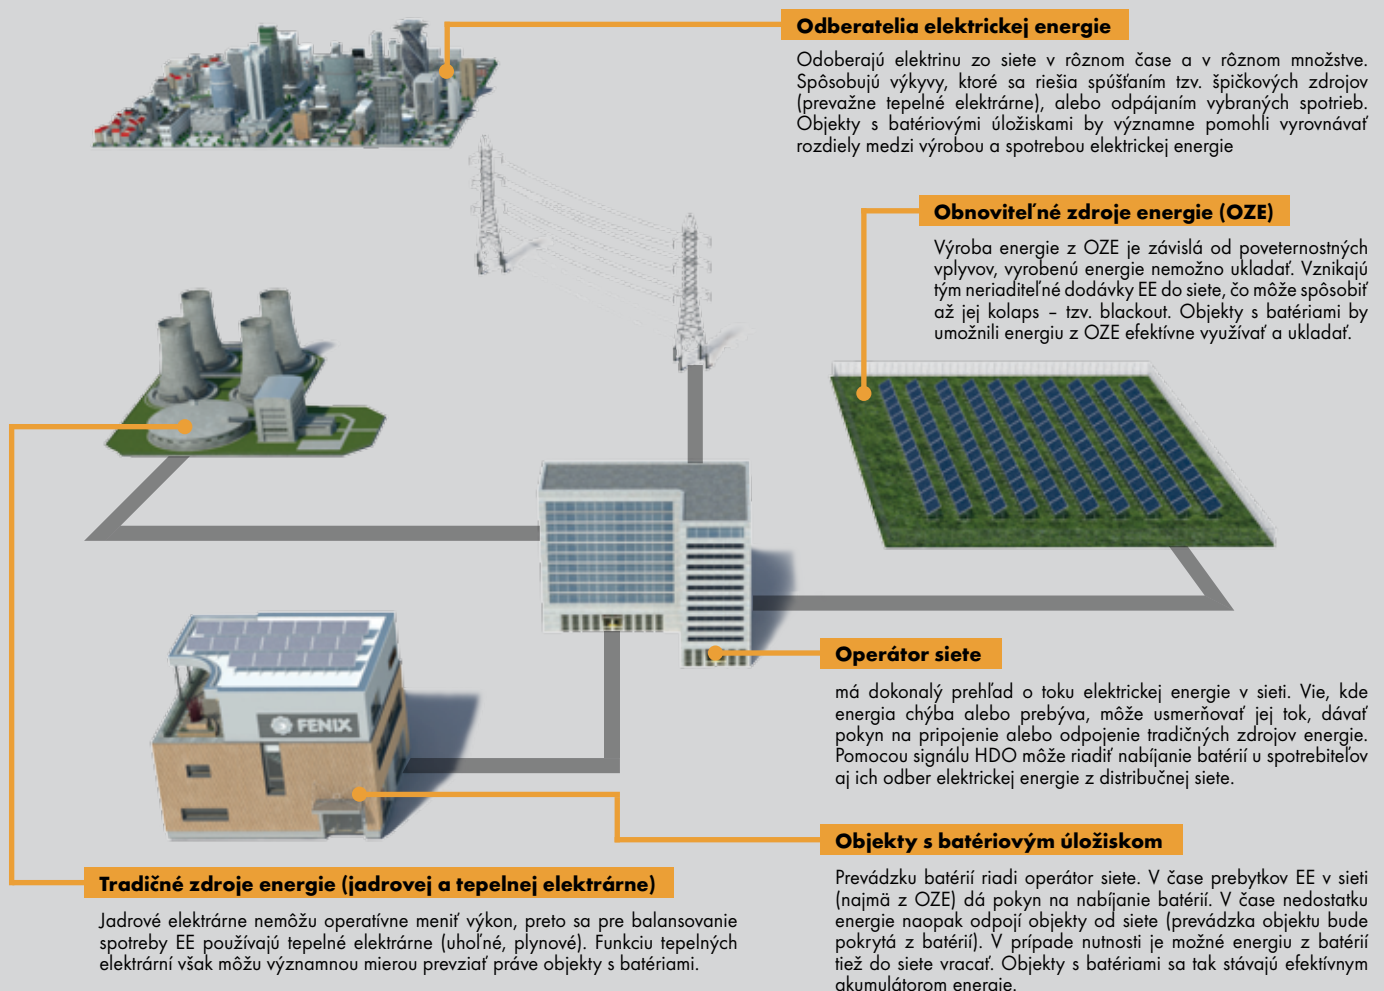 Odberatelia elektrickej energie
Odoberajú elektrinu zo siete v rôznom čase a v rôznom množstve.
Spôsobujú výkyvy, ktoré sa riešia spúšťaním tzv. špičkových zdrojov
(prevažne tepelné elektrárne), alebo odpájaním vybraných spotrieb.
Objekty s batériovými úložiskami by významne pomohli vyrovnávať
rozdiely medzi výrobou a spotrebou elektrickej energie
Obnoviteľné zdroje energie (OZE)
Výroba energie z OZE je závislá od poveternostných
vplyvov, vyrobenú energie nemožno ukladať. Vznikajú
tým neriaditeľné dodávky EE do siete, čo môže spôsobiť
až jej kolaps – tzv. blackout. Objekty s batériami by
umožnili energiu z OZE efektívne využívať a ukladať.
Operátor siete
má dokonalý prehľad o toku elektrickej energie v sieti. Vie, kde
energia chýba alebo prebýva, môže usmerňovať jej tok, dávať
pokyn na pripojenie alebo odpojenie tradičných zdrojov energie.
Pomocou signálu HDO môže riadiť nabíjanie batérií u spotrebiteľov
aj ich odber elektrickej energie z distribučnej siete.
FENIX
Objekty s batériovým úložiskom
Prevádzku batérií riadi operátor siete. V čase prebytkov EE v sieti
(najmä z OZE) dá pokyn na nabíjanie batérií. V čase nedostatku
energie naopak odpojí objekty od siete (prevádzka objektu bude
pokrytá z batérií). V prípade nutnosti je možné energiu z batérií
tiež do siete vracať. Objekty s batériami sa tak stávajú efektívnym
akumulátorom energie.
Tradičné zdroje energie (jadrovej a tepelnej elektrárne)
Jadrové elektrárne nemôžu operatívne meniť výkon, preto sa pre balansovanie
spotreby EE používajú tepelné elektrárne (uhoľné, plynové). Funkciu tepelných
elektrární však môžu významnou mierou prevziať práve objekty s batériami.